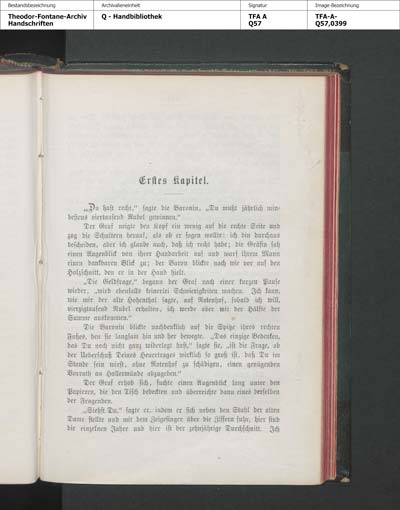 Bestandsbezeichnung Archivalieneinheit Signatur Image-Bezeichnung
Theodor-Fontane-Archiv Q - Handbibliothek TFA A TFA-A-
Handschriften Q57 Q57,0399
Erſtes Kapitel.
„Du haſt recht,“ ſagte die Baronin, „Du mußt jährlich min-
deſtens viertauſend Rubel gewinnen.“
Der Graf neigte den Kopf ein wenig auf die rechte Seite und
zog die Schultern herauf, als ob er ſagen wollte: ich bin durchaus
beſcheiden, aber ich glaube auch, daß ich recht habe; die Gräfin ſah
einen Augenblick von ihrer Handarbeit auf und warf ihrem Mann
einen dankbaren Blick zu; der Baron blickte nach wie vor auf den
Holzſchnitt, den er in der Hand hielt.
„Die Geldfrage,“ begann der Graf nach einer kurzen Pauſe
wieder, „wird ebenfalls keinerlei Schwierigkeiten machen. Ich kann,
wie mir der alte Hohenthal ſagte, auf Rotenhof, ſobald ich will,
vierzigtauſend Rubel erhalten, ich werde aber mit der Hälfte der
Summe auskommen.“
Die Baronin blickte nachdenklich auf die Spitze ihres rechten
Fußes, den ſie langſam hin und her bewegte. „Das einzige Bedenken,
das Du noch nicht ganz widerlegt haſt,“ ſagte ſie, „iſt die Frage, ob
der Ueberſchuß Deines Heuertrages wirklich ſo groß iſt, daß Du im
Stande ſein wirſt, ohne Rotenhof zu ſchädigen, einen genügenden
Vorrath an Hallermünde abzugeben.“
Der Graf erhob ſich, ſuchte einen Augenblick lang unter den
Papieren, die den Tiſch bedeckten und überreichte dann eines derſelben
der Fragenden.
„Siehſt Du,“ ſagte er, indem er ſich neben den Stuhl der alten
Dame ſtellte und mit dem Zeigefinger über die Ziffern fuhr, hier ſind
die einzelnen Jahre und hier iſt der zehnjährige Durchſchnitt. Ich